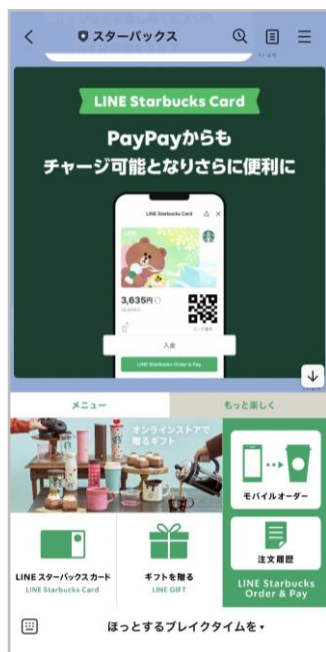 スターバックス
LINE Starbucks Card
PayPayからも
チャージ可能となりさらに便利に
LINE Starbucks Card
3,635円
入金
LINE Starbucks Order & Pay
メニュー
もっと楽しく
オンラインストアで
贈るギフト
モバイルオーダー
注文履歴
LINE Starbucks
Order & Pay
LINE スターバックス カード
LINE Starbucks Card
ギフトを贈る
LINE GIFT
ほっとするブレイクタイムを